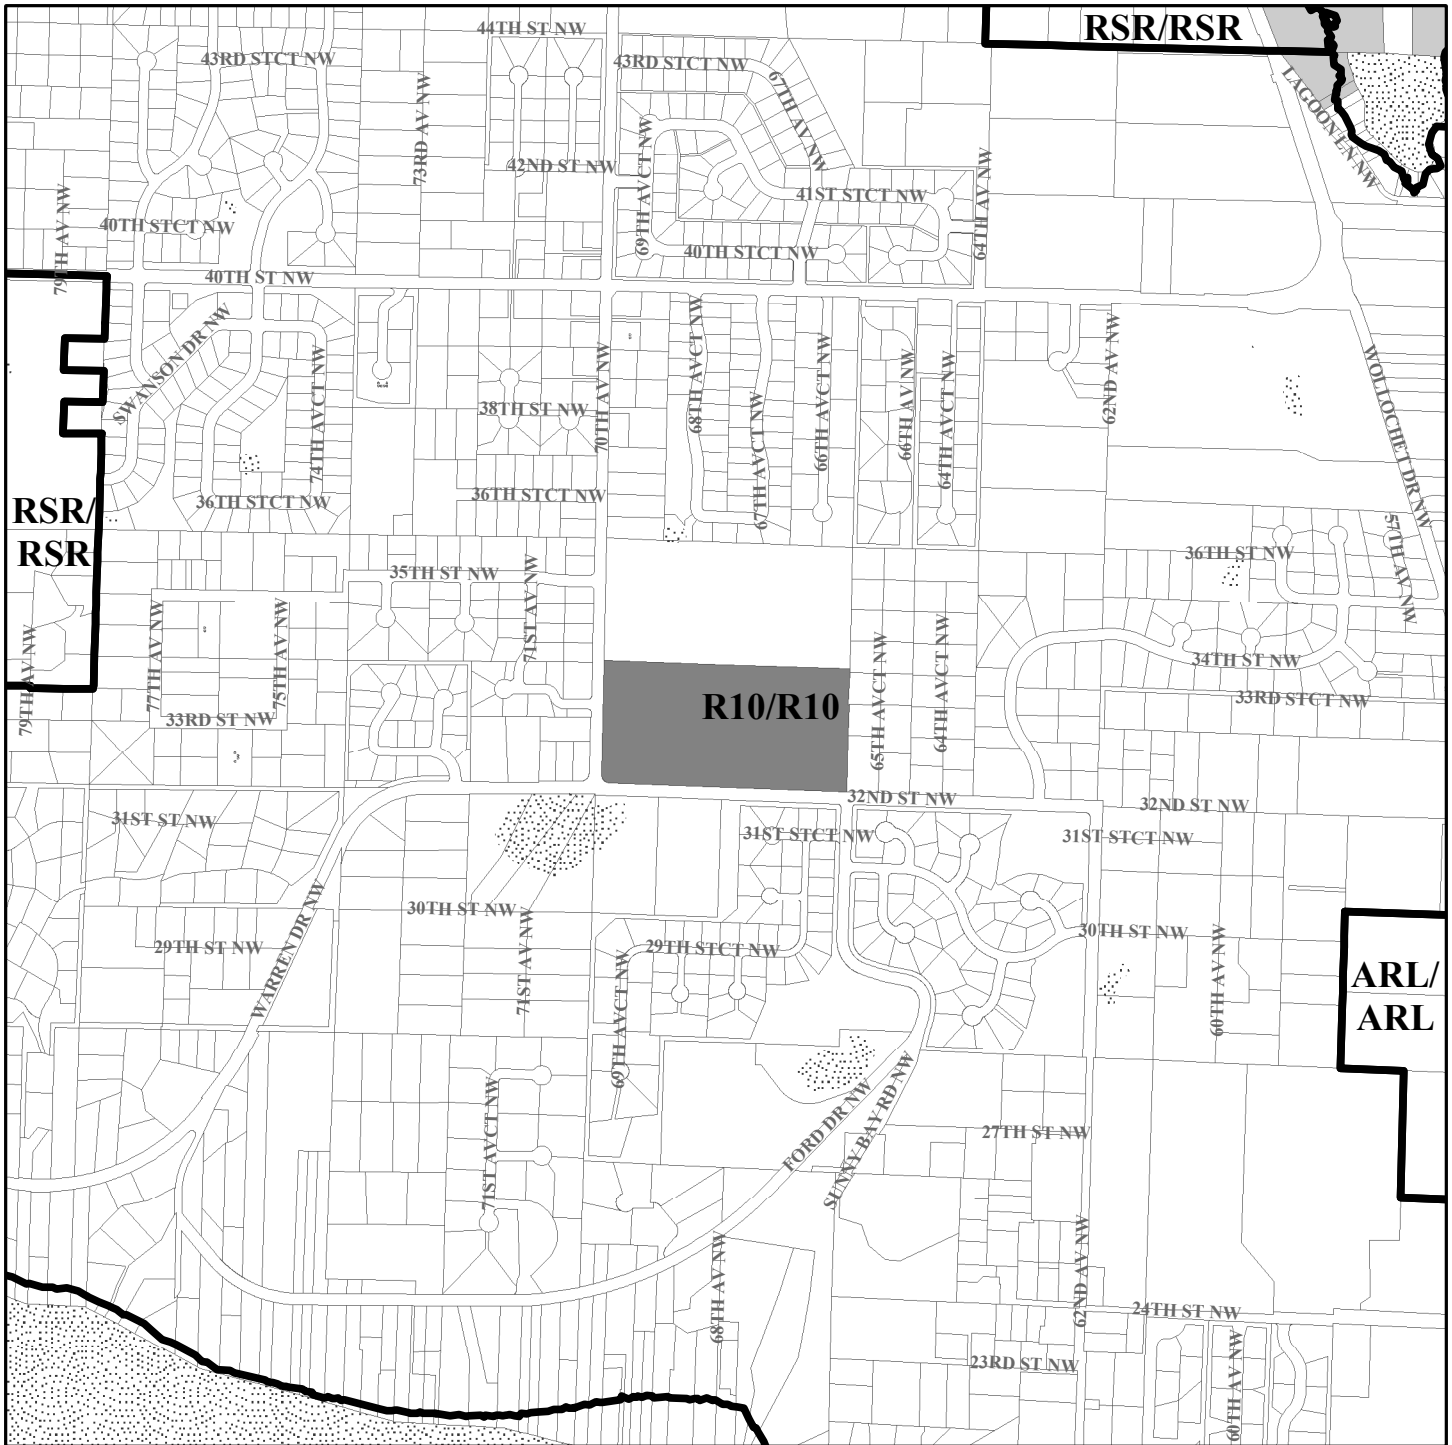 RSR/RSR
44TH ST NW
43RD STCT NW
43RD STCT NW
67TH AV NW
LAGOON LN NW
73RD AV NW
42ND ST NW
69TH AVCT NW
41ST STCT NW
64TH AV NW
79TH AV NW
40TH STCT NW
40TH STCT NW
40TH ST NW
SWANSON DR NW
74TH AVCT NW
38TH ST NW
70TH AV NW
68TH AVCT NW
67TH AVCT NW
66TH AVCT NW
66TH AV NW
64TH AVCT NW
62ND AV NW
WOLLOCHET DR NW
36TH STCT NW
36TH STCT NW
RSR/
RSR
57TH AV NW
36TH ST NW
35TH ST NW
71ST AV NW
77TH AV NW
75TH AV NW
79TH AV NW
65TH AVCT NW
64TH AVCT NW
34TH ST NW
33RD STCT NW
R10/R10
33RD ST NW
32ND ST NW
32ND ST NW
31ST ST NW
31ST STCT NW
31ST STCT NW
WARREN DR NW
30TH ST NW
71ST AV NW
30TH ST NW
60TH AV NW
29TH ST NW
29TH STCT NW
69TH AVCT NW
ARL/
ARL
71ST AVCT NW
FORD DR NW
SUNNY BAY RD NW
27TH ST NW
68TH AV NW
62ND AV NW
24TH ST NW
23RD ST NW
60TH AV NW